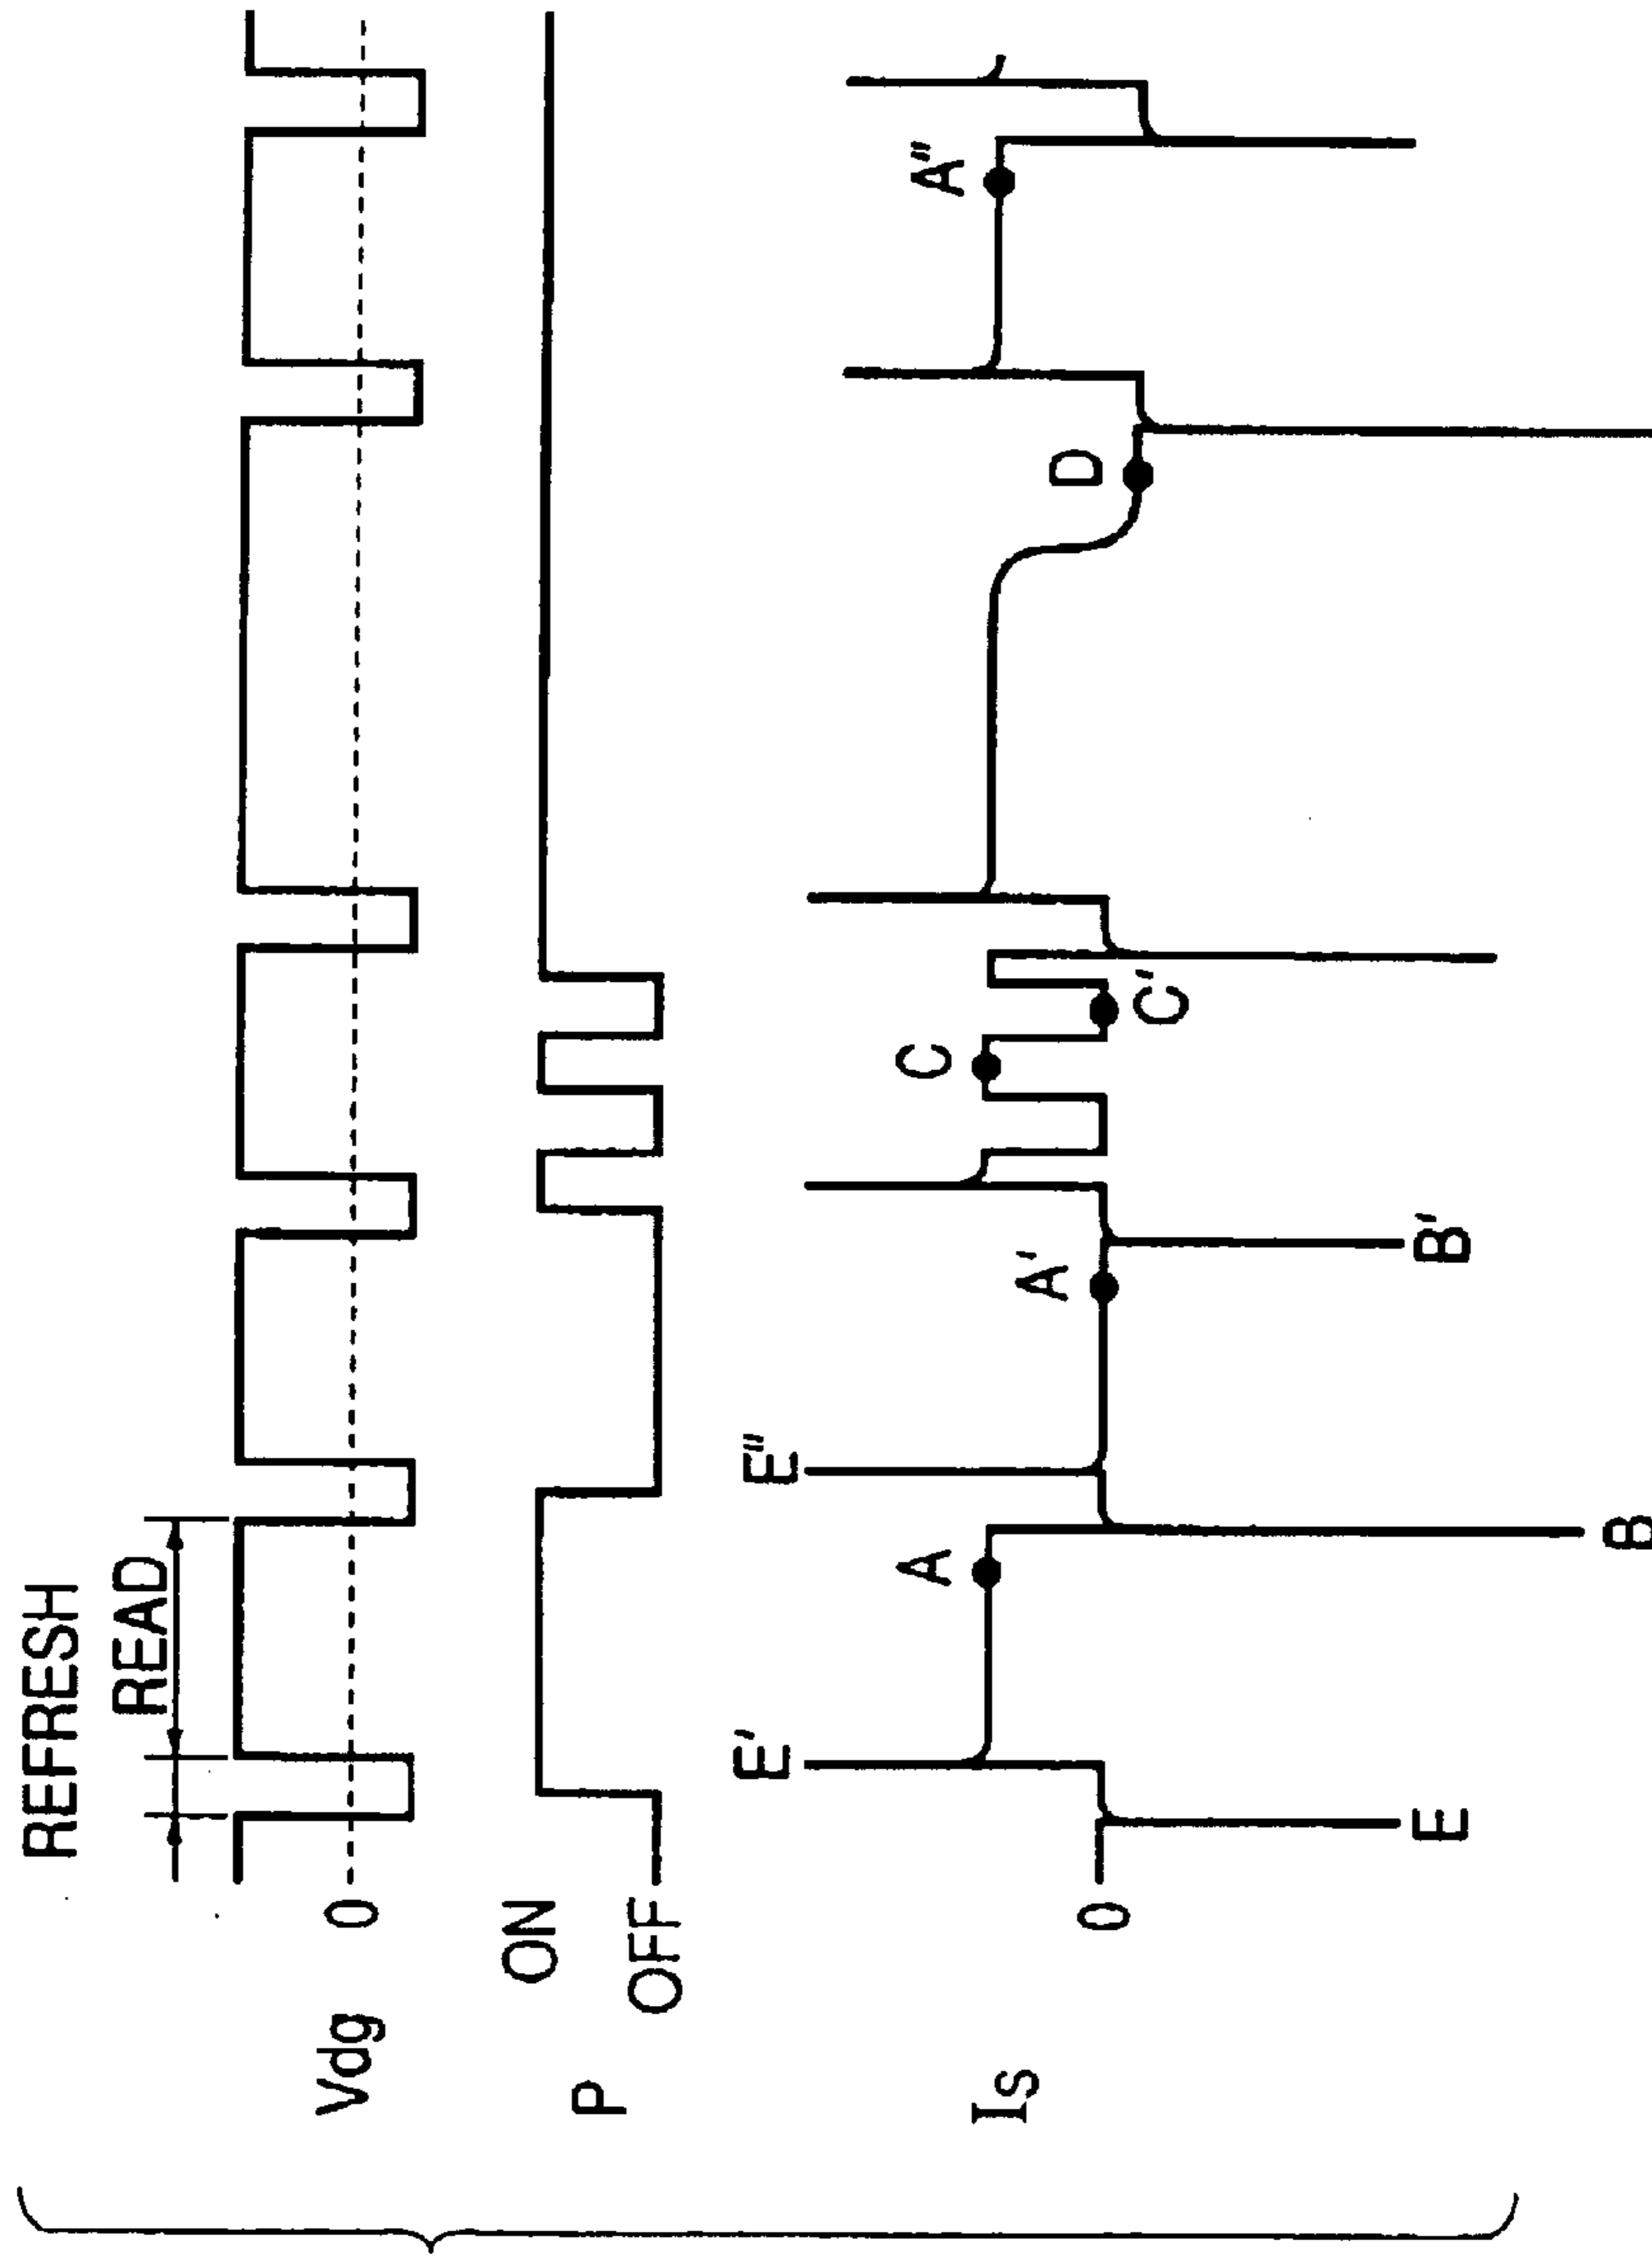 REFRESH
READ
Vdg
0
P
ON
OFF
Is
0
E
E'
A
B
E"
A'
B'
C
C'
D
A"